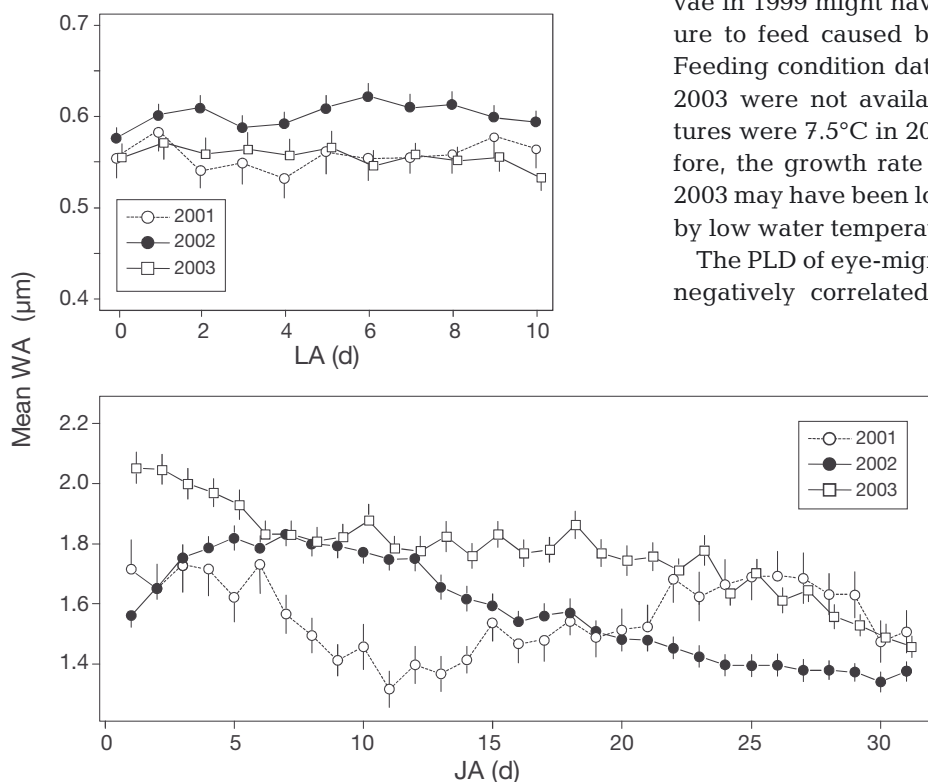 vae in 1999 might hav
ure to feed caused b
Feeding condition dat
2003 were not availa
tures were 7.5°C in 20
fore, the growth rate
2003 may have been lo
by low water temperat
The PLD of eye-migr
negatively correlated
Mean WA (µm)
0.7
0.6
0.5
0.4
2001
2002
2003
0 2 4 6 8 10
LA (d)
2.2
2.0
1.8
1.6
1.4
2001
2002
2003
0 5 10 15 20 25 30
JA (d)